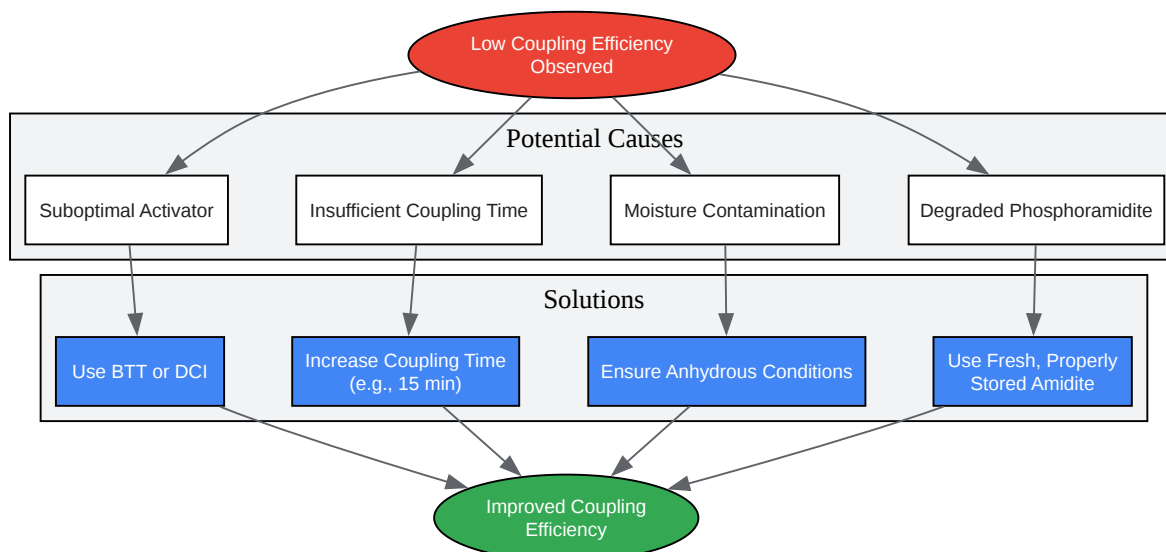 Low Coupling Efficiency
Observed
Potential Causes
Suboptimal Activator
Insufficient Coupling Time
Moisture Contamination
Degraded Phosphoramidite
Solutions
Use BTT or DCI
Increase Coupling Time
(e.g., 15 min)
Ensure Anhydrous Conditions
Use Fresh, Properly
Stored Amidite
Improved Coupling
Efficiency